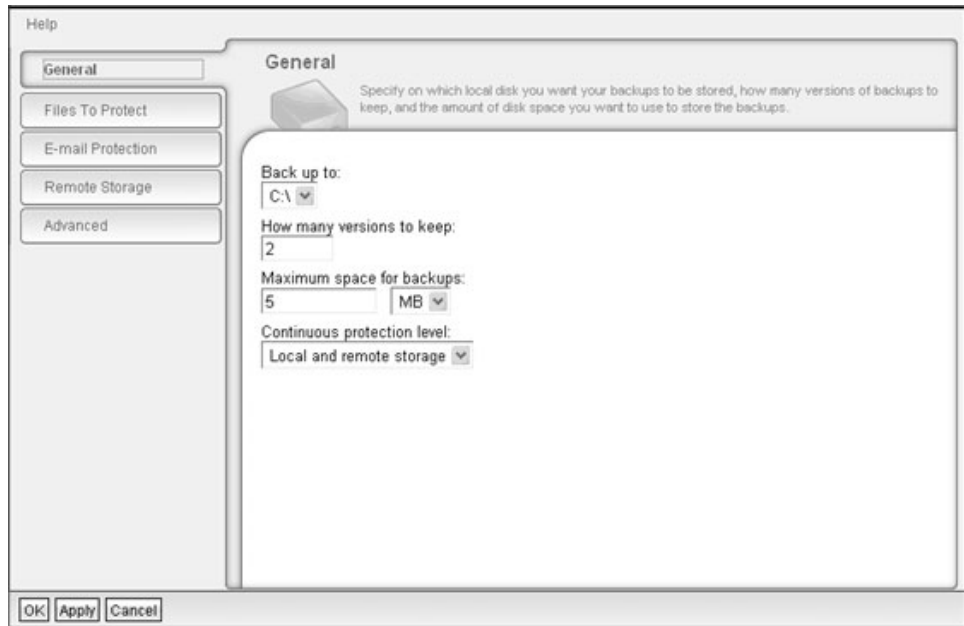 Help
General
Files To Protect
E-mail Protection
Remote Storage
Advanced
General
Specify on which local disk you want your backups to be stored, how many versions of backups to
keep, and the amount of disk space you want to use to store the backups.
Back up to:
C:\
How many versions to keep:
2
Maximum space for backups:
5 MB
Continuous protection level:
Local and remote storage
OK Apply Cancel